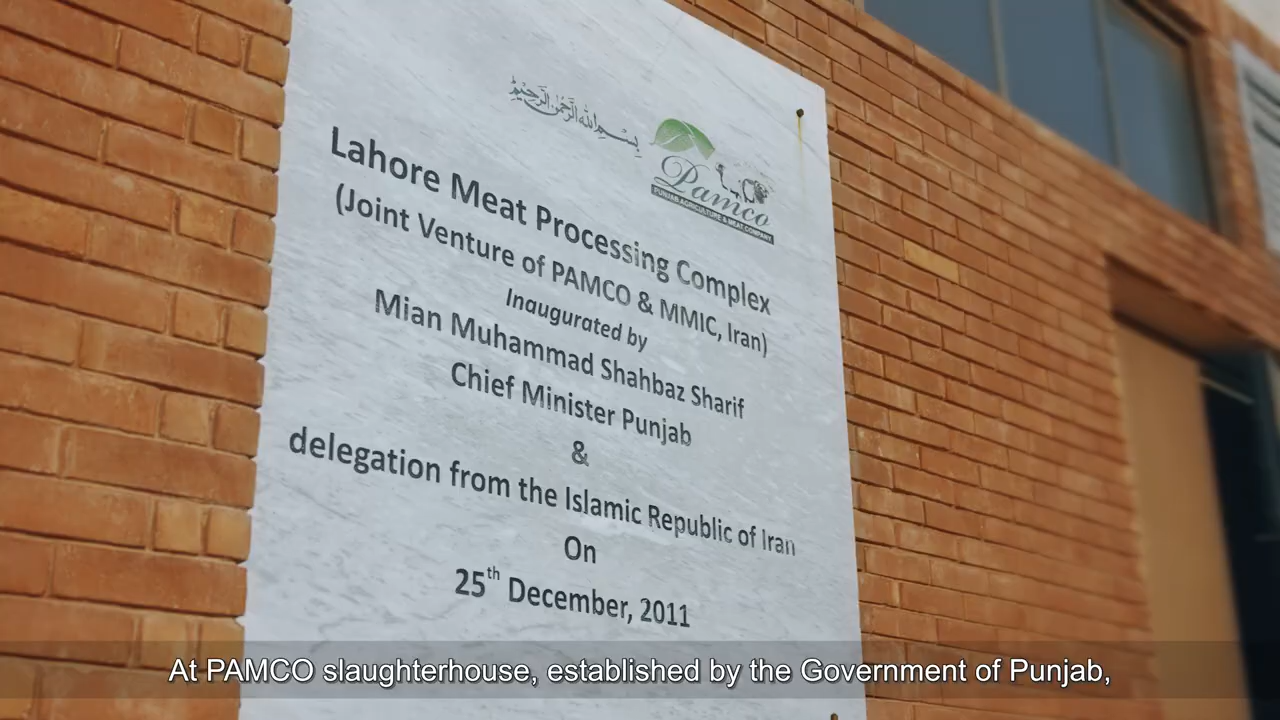 بسم الله الرحمن الرحيم
Pamco
PUNJAB AGRICULTURE & MEAT COMPANY
Lahore Meat Processing Complex
(Joint Venture of PAMCO & MMIC, Iran)
Inaugurated by
Mian Muhammad Shahbaz Sharif
Chief Minister Punjab
&
delegation from the Islamic Republic of Iran
On
25th December, 2011
At PAMCO slaughterhouse, established by the Government of Punjab,